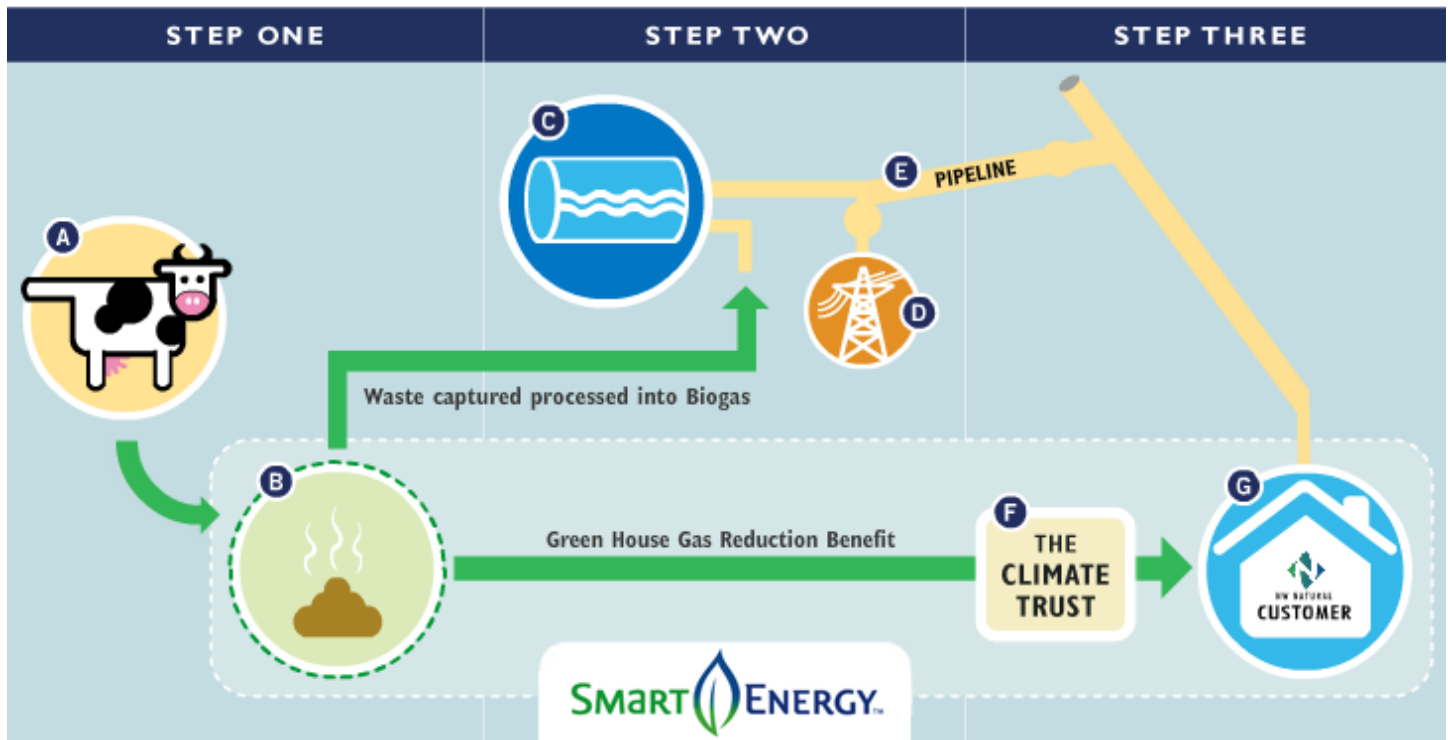 STEP ONE
STEP TWO
STEP THREE
A
B
C
D
E
PIPELINE
Waste captured processed into Biogas
Green House Gas Reduction Benefit
F
THE
CLIMATE
TRUST
G
NW NATURAL
CUSTOMER
SMART ENERGY™